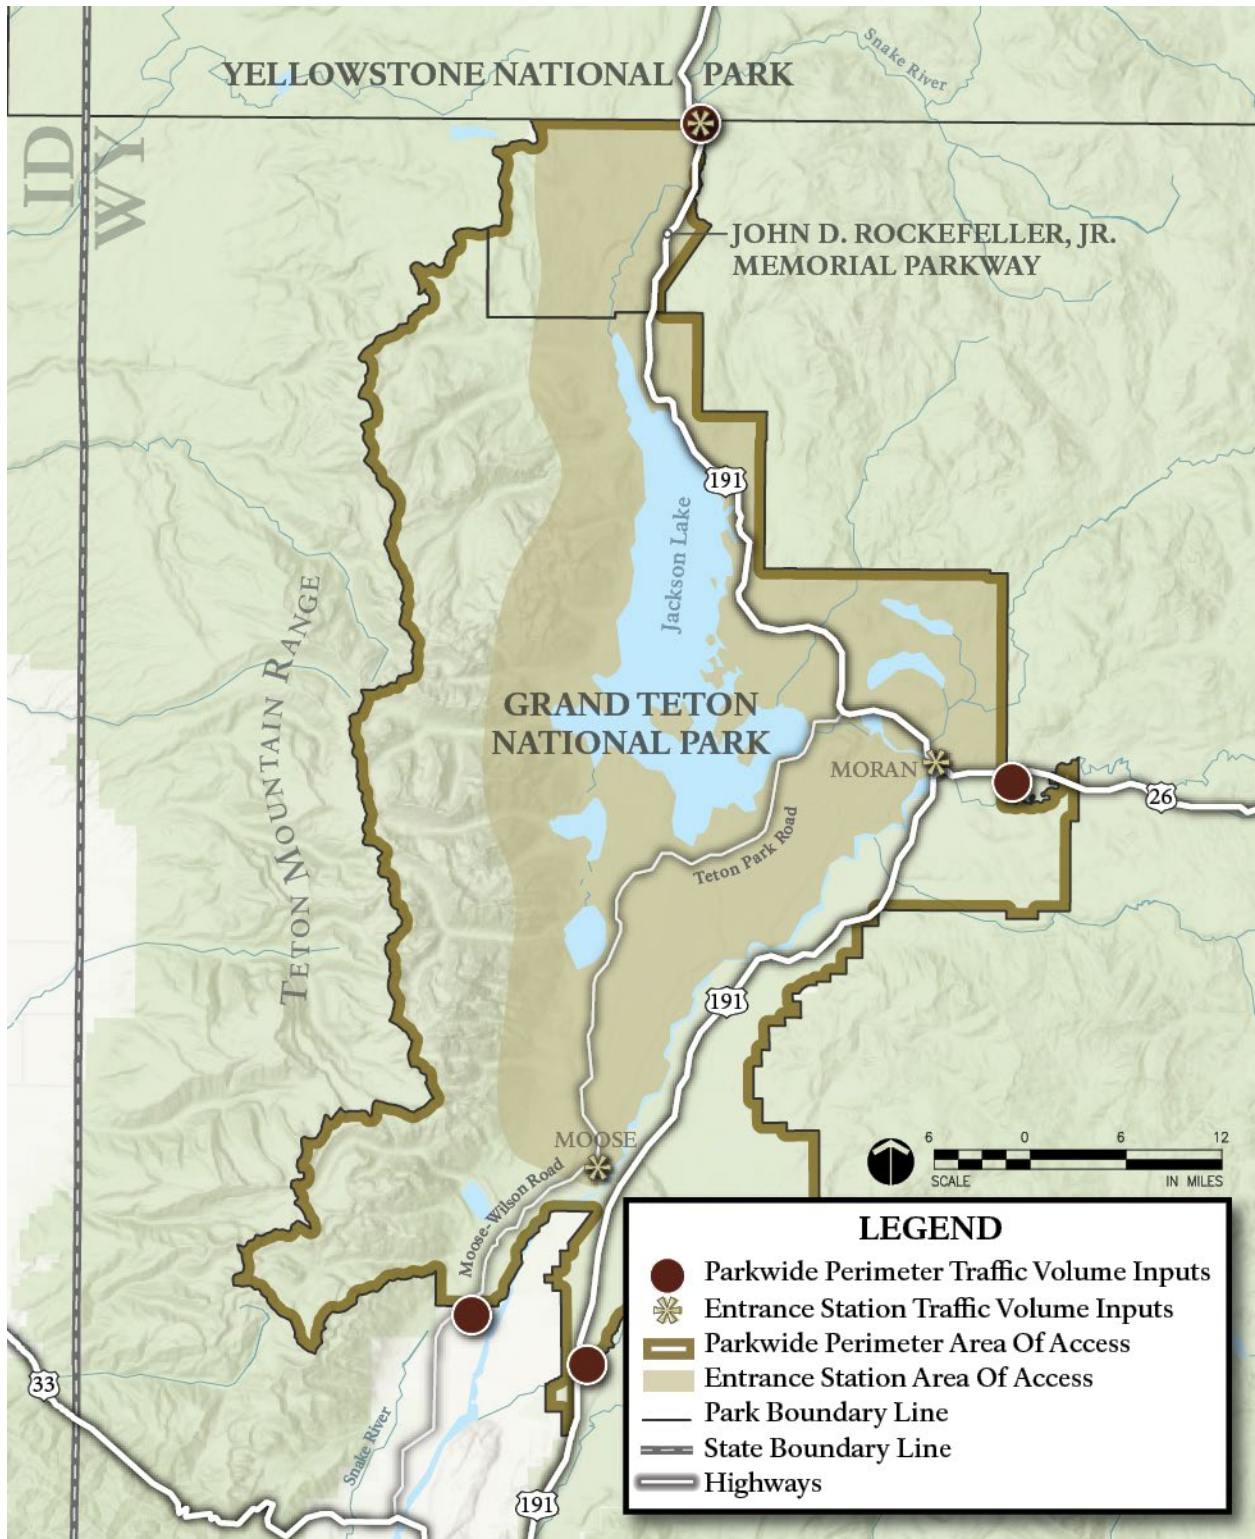 YELLOWSTONE NATIONAL PARK
Snake River
ID
WY
JOHN D. ROCKEFELLER, JR.
MEMORIAL PARKWAY
191
Jackson Lake
TETON MOUNTAIN RANGE
GRAND TETON
NATIONAL PARK
MORAN
26
Teton Park Road
191
MOOSE
Moose-Wilson Road
6 0 6 12
SCALE IN MILES
LEGEND
Parkwide Perimeter Traffic Volume Inputs
Entrance Station Traffic Volume Inputs
Parkwide Perimeter Area Of Access
Entrance Station Area Of Access
Park Boundary Line
State Boundary Line
Highways
33
Snake River
191